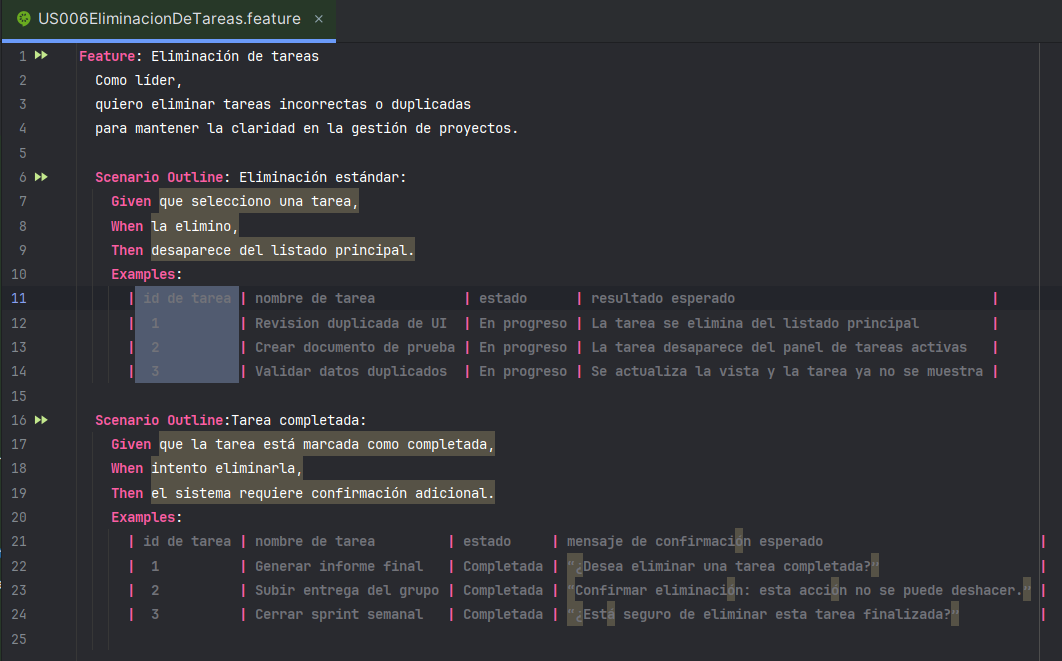 US006EliminacionDeTareas.feature ×
1 Feature: Eliminación de tareas
2 Como líder,
3 quiero eliminar tareas incorrectas o duplicadas
4 para mantener la claridad en la gestión de proyectos.
5
6 Scenario Outline: Eliminación estándar:
7 Given que selecciono una tarea,
8 When la elimino,
9 Then desaparece del listado principal.
10 Examples:
11 | id de tarea | nombre de tarea | estado | resultado esperado |
12 | 1 | Revision duplicada de UI | En progreso | La tarea se elimina del listado principal |
13 | 2 | Crear documento de prueba | En progreso | La tarea desaparece del panel de tareas activas |
14 | 3 | Validar datos duplicados | En progreso | Se actualiza la vista y la tarea ya no se muestra |
15
16 Scenario Outline:Tarea completada:
17 Given que la tarea está marcada como completada,
18 When intento eliminarla,
19 Then el sistema requiere confirmación adicional.
20 Examples:
21 | id de tarea | nombre de tarea | estado | mensaje de confirmación esperado |
22 | 1 | Generar informe final | Completada | “¿Desea eliminar una tarea completada?” |
23 | 2 | Subir entrega del grupo | Completada | “Confirmar eliminación: esta acción no se puede deshacer.” |
24 | 3 | Cerrar sprint semanal | Completada | “¿Está seguro de eliminar esta tarea finalizada?” |
25